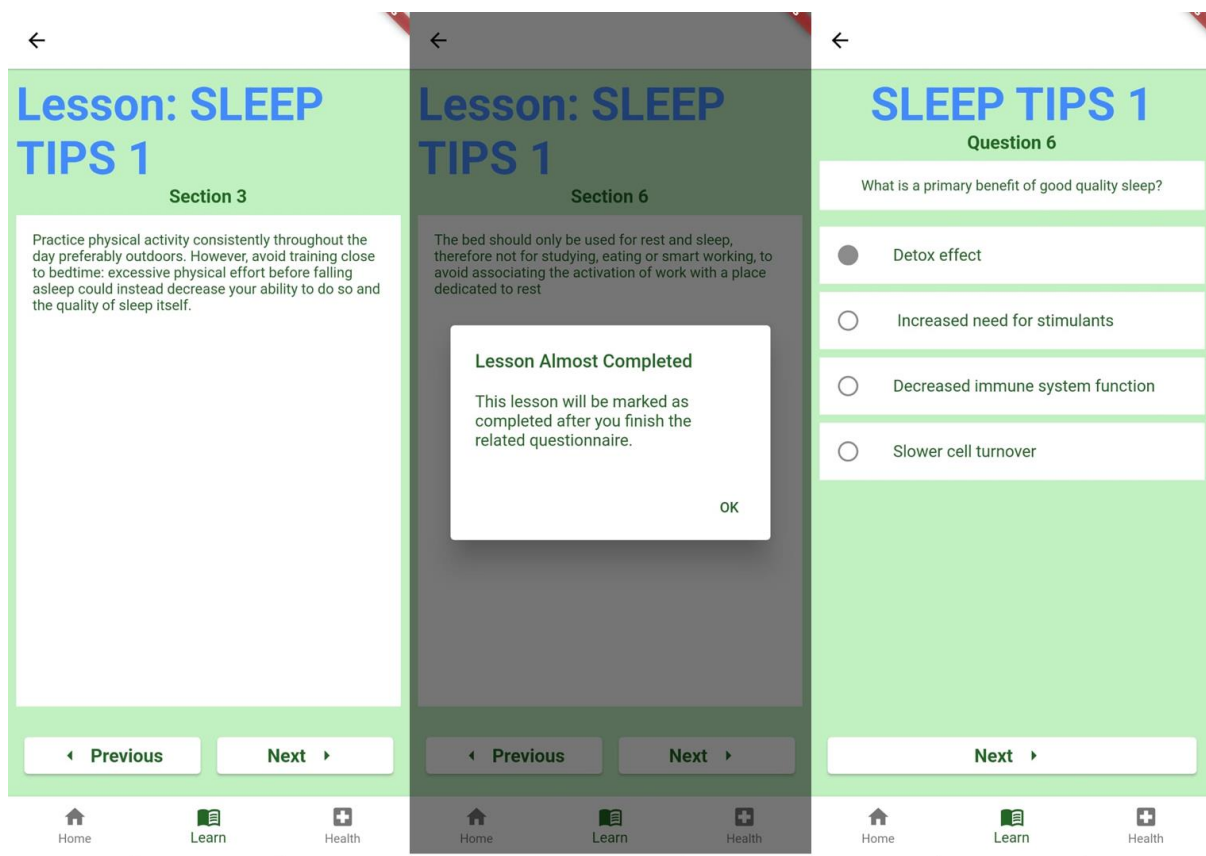 Lesson: SLEEP
TIPS 1
Section 3
Practice physical activity consistently throughout the
day preferably outdoors. However, avoid training close
to bedtime: excessive physical effort before falling
asleep could instead decrease your ability to do so and
the quality of sleep itself.
Previous
Next
Home
Learn
Health
Lesson: SLEEP
TIPS 1
Section 6
The bed should only be used for rest and sleep,
therefore not for studying, eating or smart working, to
avoid associating the activation of work with a place
dedicated to rest
Lesson Almost Completed
This lesson will be marked as
completed after you finish the
related questionnaire.
OK
Previous
Next
Home
Learn
Health
SLEEP TIPS 1
Question 6
What is a primary benefit of good quality sleep?
Detox effect
Increased need for stimulants
Decreased immune system function
Slower cell turnover
Next
Home
Learn
Health